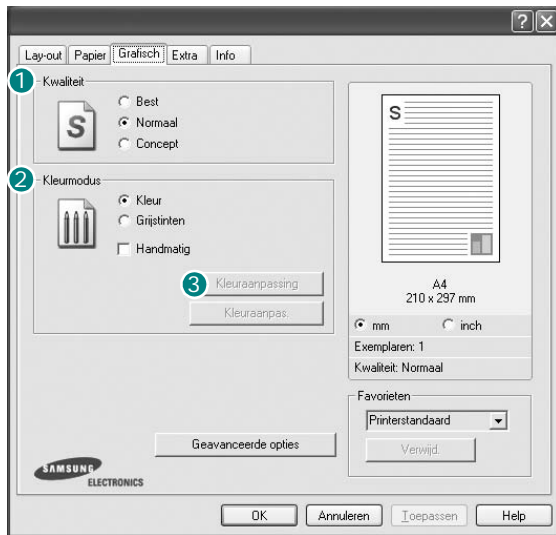 Lay-out Papier Grafisch Extra Info
1 Kwaliteit
S
Best
Normaal
Concept
2 Kleurmodus
Kleur
Grijstinten
Handmatig
3 Kleuraanpassing
Kleuraanpas.
S
A4
210 x 297 mm
mm inch
Exemplaren: 1
Kwaliteit: Normaal
Favorieten
Printerstandaard
Verwijd.
Geavanceerde opties
SAMSUNG
ELECTRONICS
OK Annuleren Toepassen Help